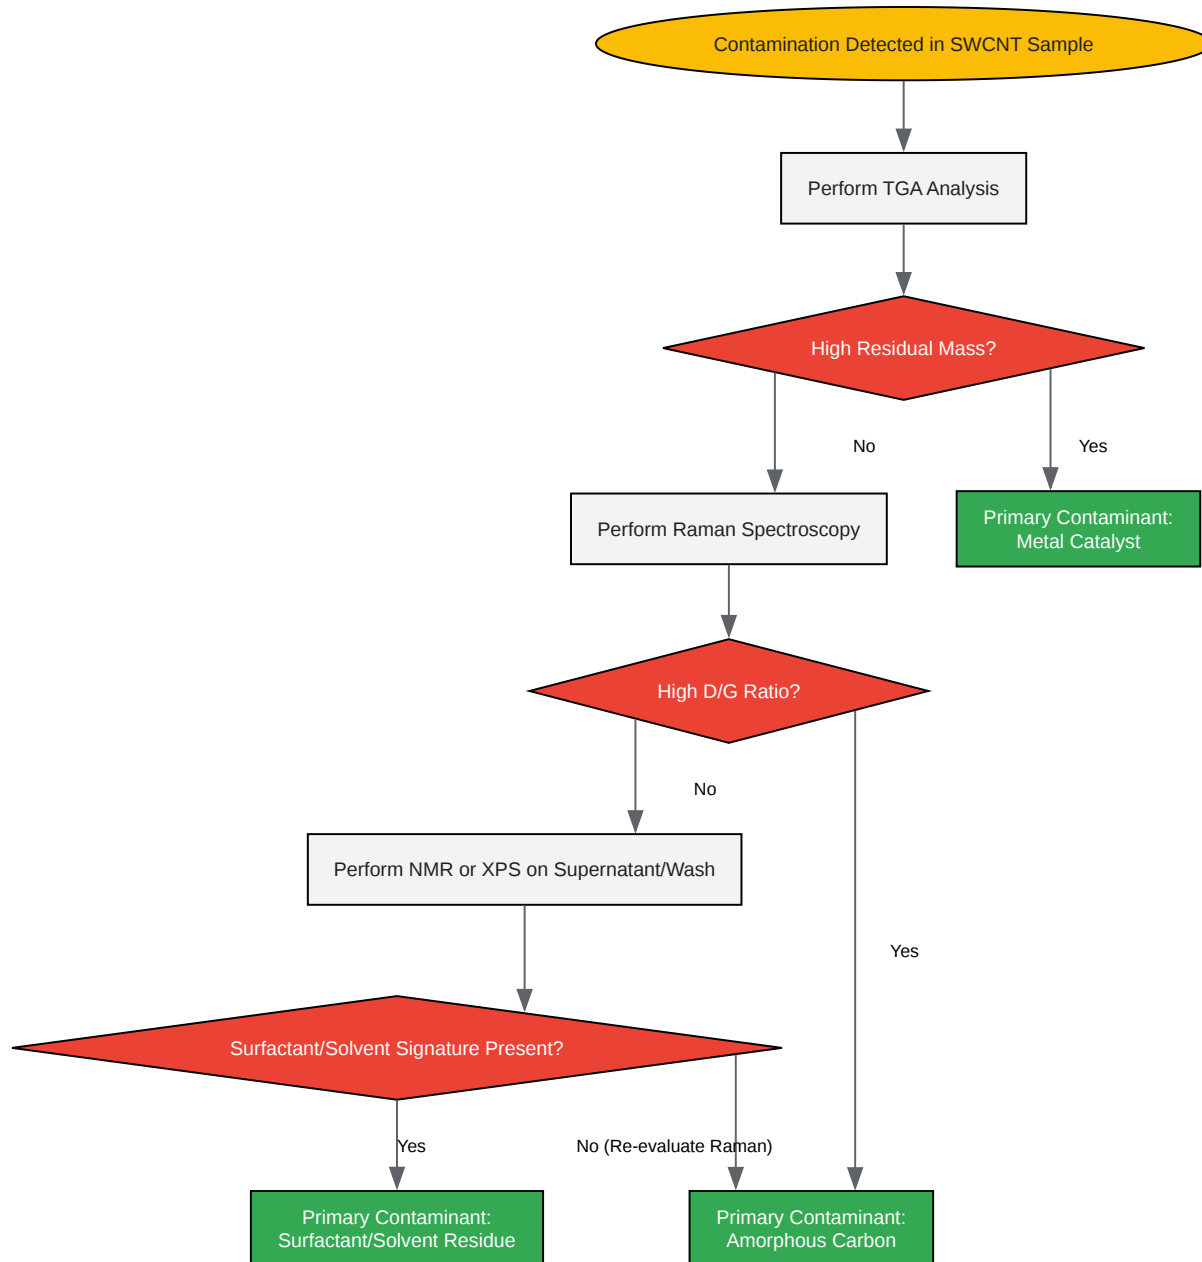 Contamination Detected in SWCNT Sample
Perform TGA Analysis
High Residual Mass?
No
Yes
Perform Raman Spectroscopy
Primary Contaminant:
Metal Catalyst
High D/G Ratio?
No
Perform NMR or XPS on Supernatant/Wash
Yes
Surfactant/Solvent Signature Present?
Yes
No (Re-evaluate Raman)
Primary Contaminant:
Surfactant/Solvent Residue
Primary Contaminant:
Amorphous Carbon